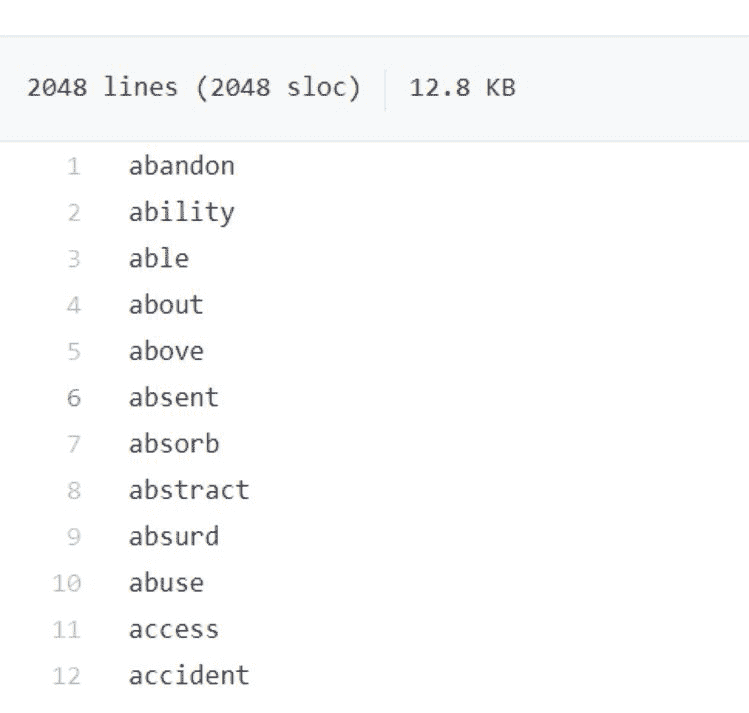 2048 lines (2048 sloc) 12.8 KB
1 abandon
2 ability
3 able
4 about
5 above
6 absent
7 absorb
8 abstract
9 absurd
10 abuse
11 access
12 accident